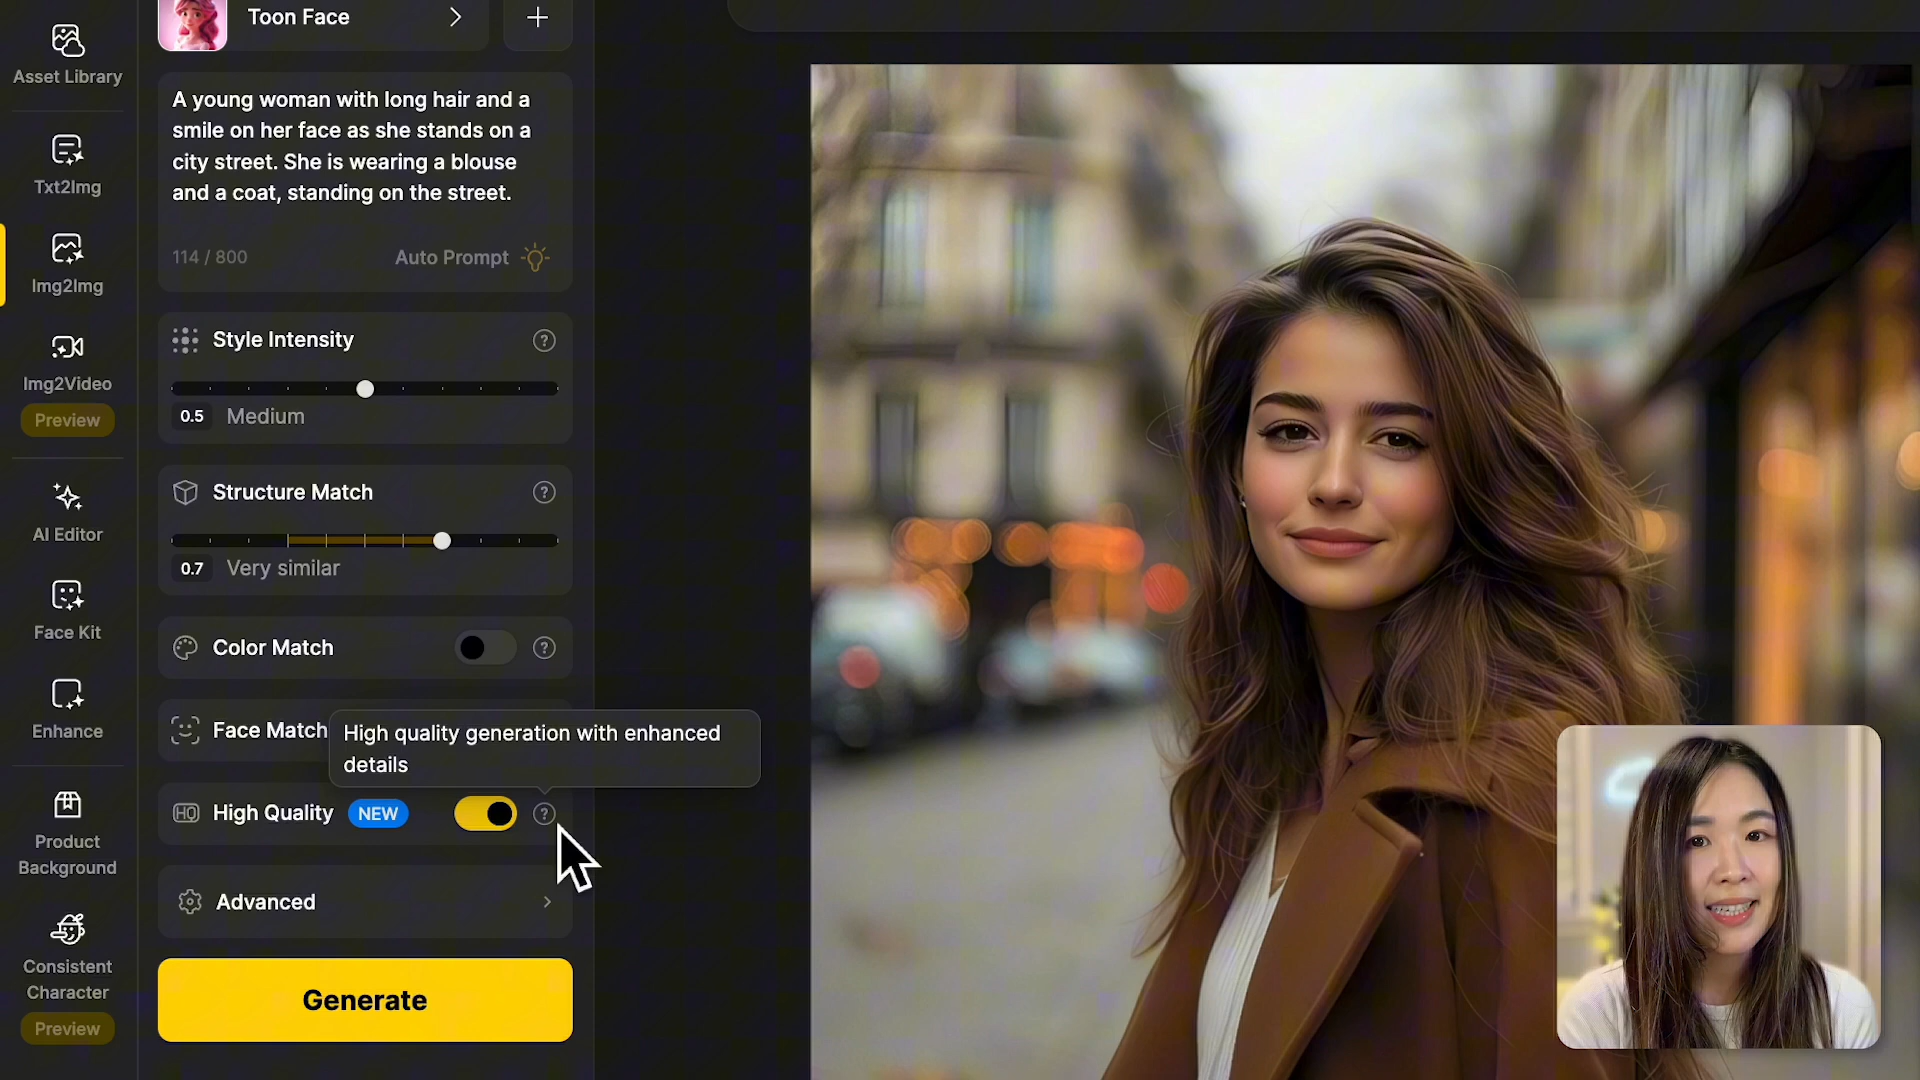 Asset Library
Txt2Img
Img2Img
Img2Video
Preview
AI Editor
Face Kit
Enhance
Product
Background
Consistent
Character
Preview
Toon Face
A young woman with long hair and a
smile on her face as she stands on a
city street. She is wearing a blouse
and a coat, standing on the street.
114 / 800
Auto Prompt
Style Intensity
?
0.5 Medium
Structure Match
?
0.7 Very similar
Color Match
?
Face Match
High quality generation with enhanced
details
HQ High Quality NEW
?
Advanced
Generate